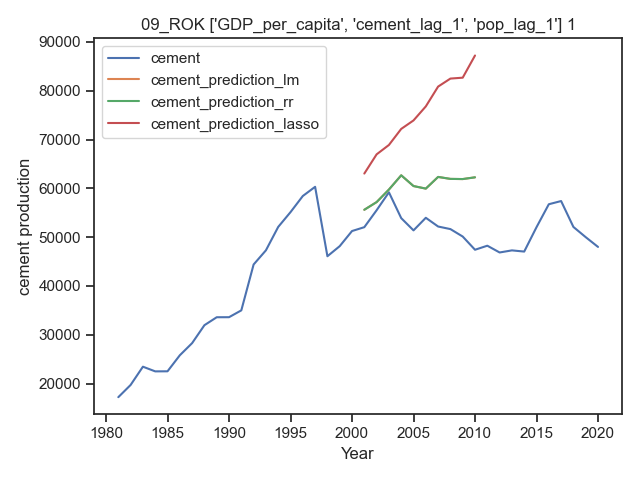 09_ROK ['GDP_per_capita', 'cement_lag_1', 'pop_lag_1'] 1
90000
80000
70000
60000
50000
40000
30000
20000
cement production
cement
cement_prediction_lm
cement_prediction_rr
cement_prediction_lasso
1980
1985
1990
1995
2000
2005
2010
2015
2020
Year